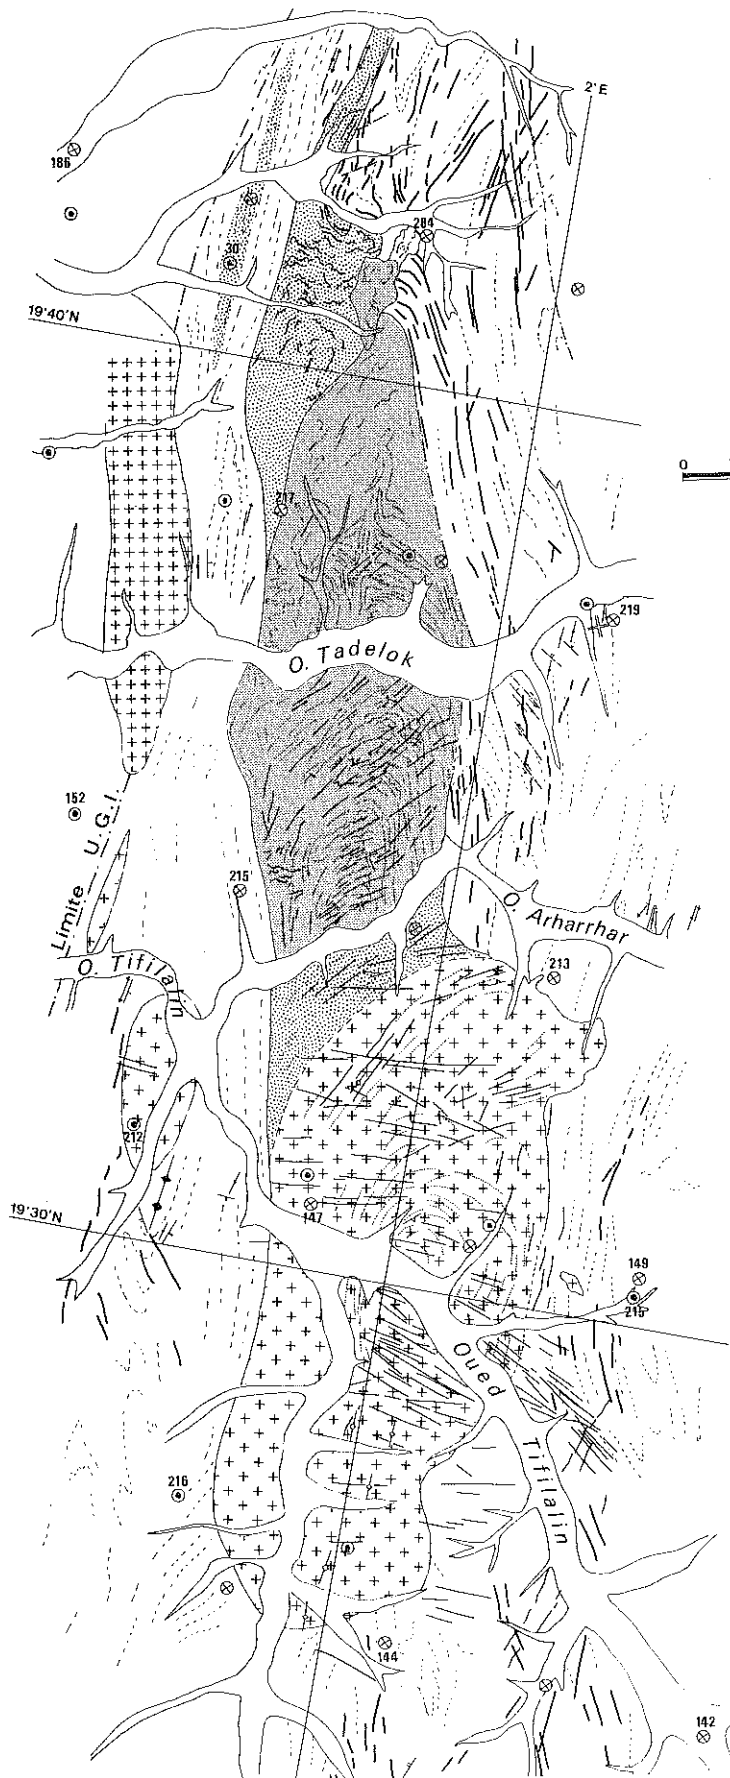 2°E
186
30
284
19°40'N
0
217
219
O. Tadelok
152
Limite U.G.I.
215
O. Arharrhar
O. Tifilalin
213
212
147
19°30'N
149
215
Oued Tifilalin
216
144
142